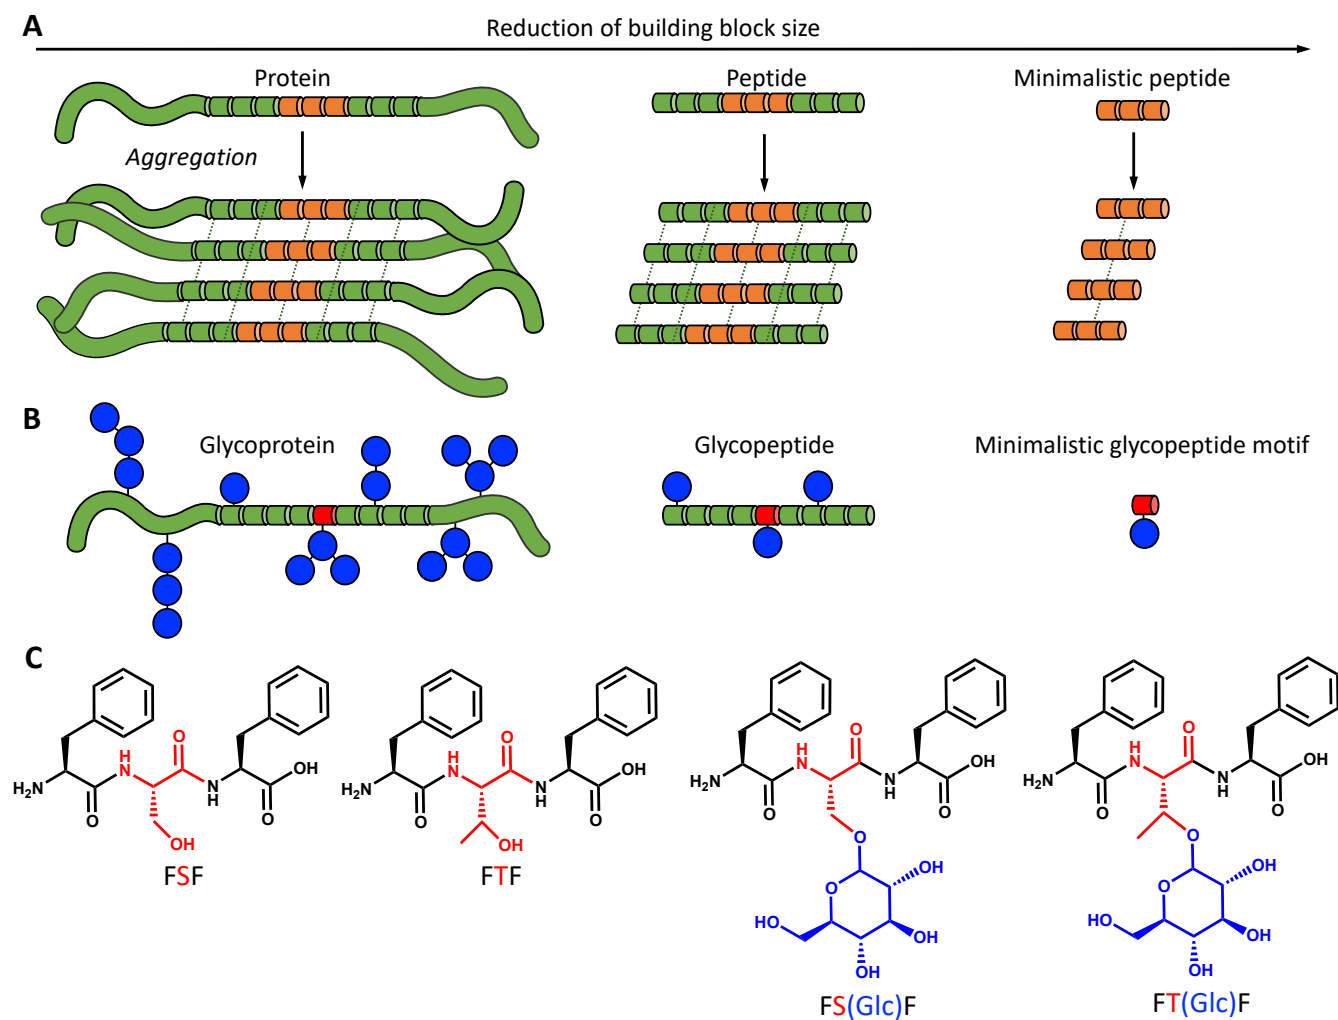 A
Reduction of building block size
Protein
Peptide
Minimalistic peptide
Aggregation
B
Glycoprotein
Glycopeptide
Minimalistic glycopeptide motif
C
H2N
O
H
N
O
OH
N
H
OH
O
FSF
H2N
O
H
N
O
OH
N
H
OH
O
FTF
H2N
O
H
N
O
O
N
H
OH
O
O
OH
HO
OH
OH
FS(Glc)F
H2N
O
H
N
O
O
N
H
OH
O
O
OH
HO
OH
OH
FT(Glc)F